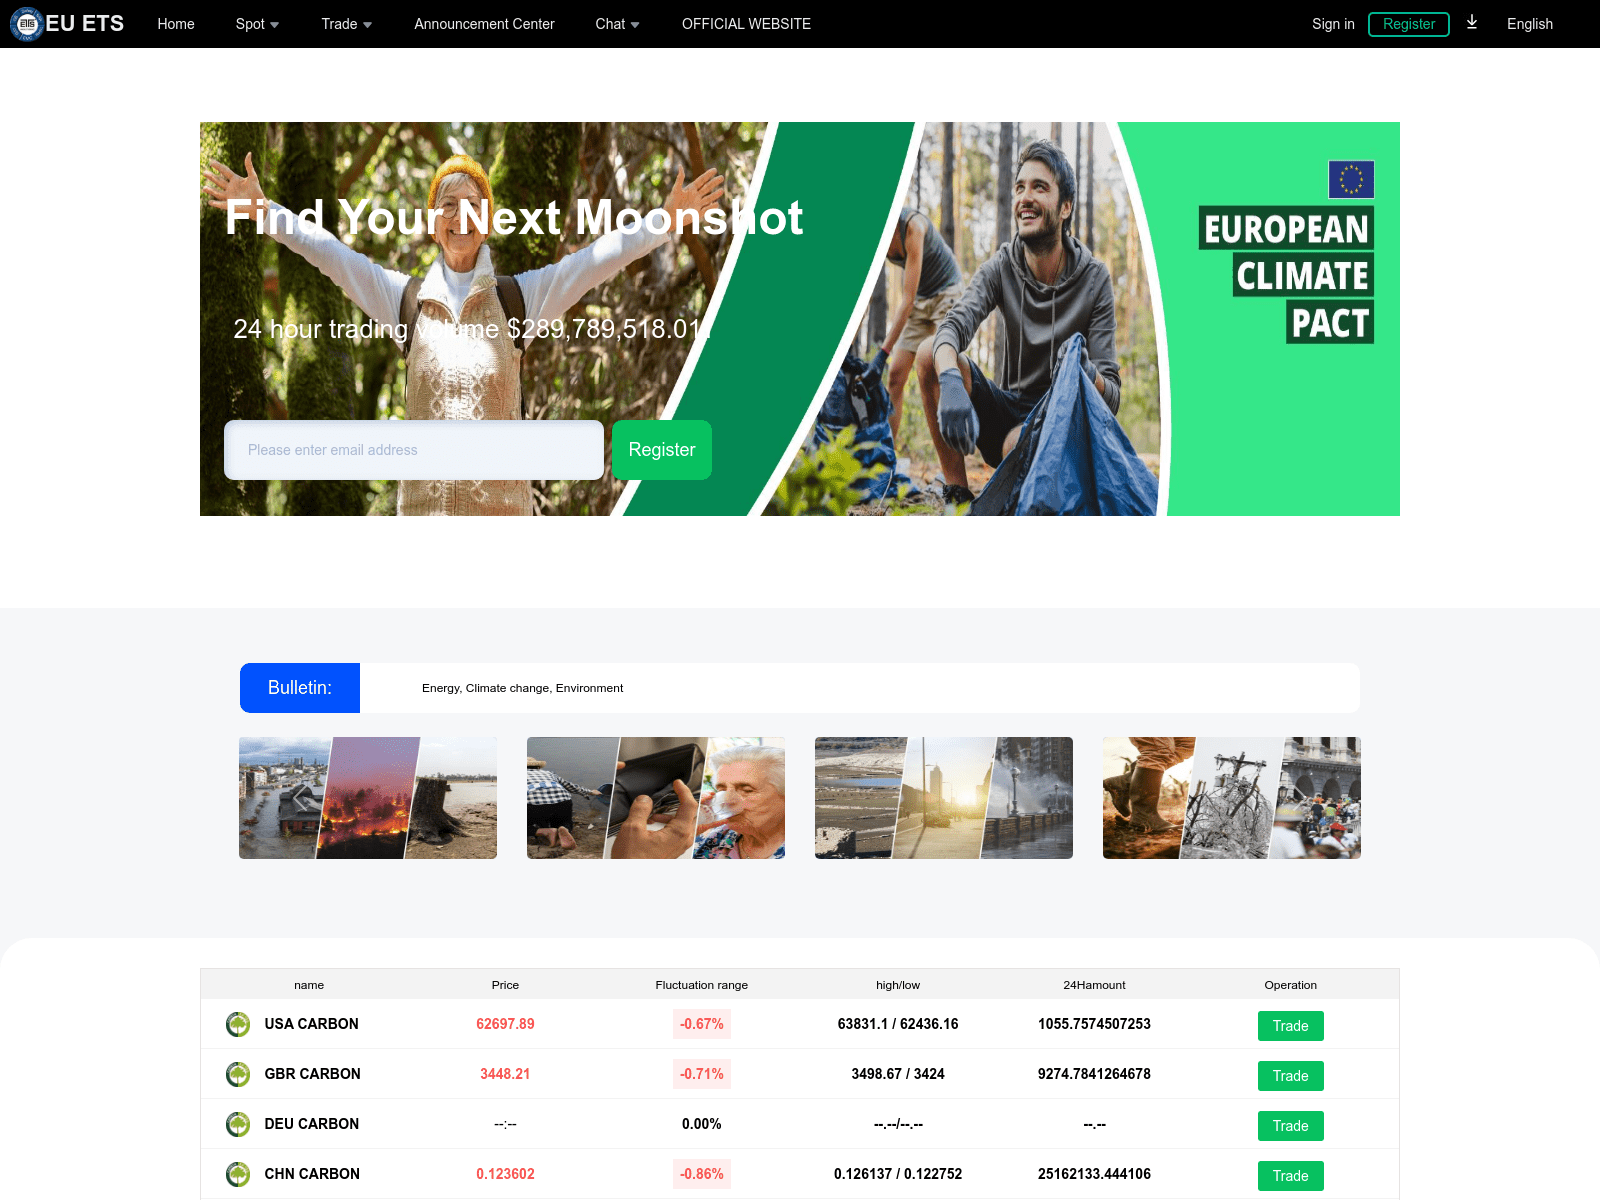 ETS
EU ETS
Home
Spot
Trade
Announcement Center
Chat
OFFICIAL WEBSITE
Sign in
Register
English
Find Your Next Moonshot
24 hour trading volume $289,789,518.01
Please enter email address
Register
EUROPEAN
CLIMATE
PACT
Bulletin:
Energy, Climate change, Environment
name Price Fluctuation range high/low 24Hamount Operation
USA CARBON 62697.89 -0.67% 63831.1 / 62436.16 1055.7574507253 Trade
GBR CARBON 3448.21 -0.71% 3498.67 / 3424 9274.7841264678 Trade
DEU CARBON --:-- 0.00% --.--/--.-- --.-- Trade
CHN CARBON 0.123602 -0.86% 0.126137 / 0.122752 25162133.444106 Trade